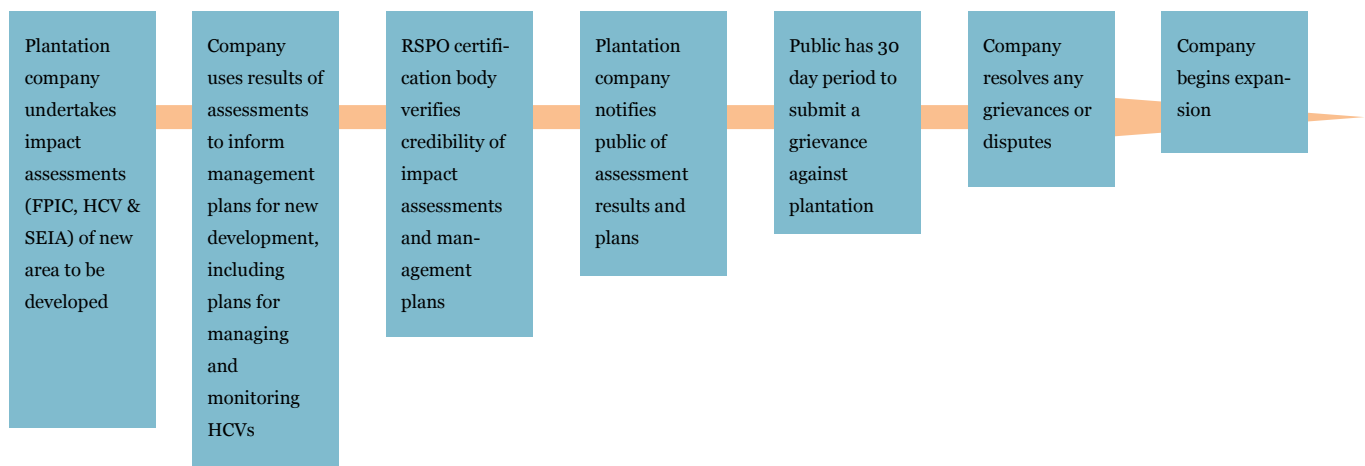 Plantation
company
undertakes
impact
assessments
(FPIC, HCV &
SEIA) of new
area to be
developed
Company
uses results of
assessments
to inform
management
plans for new
development,
including
plans for
managing
and
monitoring
HCVs
RSPO certifi-
cation body
verifies
credibility of
impact
assessments
and man-
agement
plans
Plantation
company
notifies
public of
assessment
results and
plans
Public has 30
day period to
submit a
grievance
against
plantation
Company
resolves any
grievances or
disputes
Company
begins expan-
sion